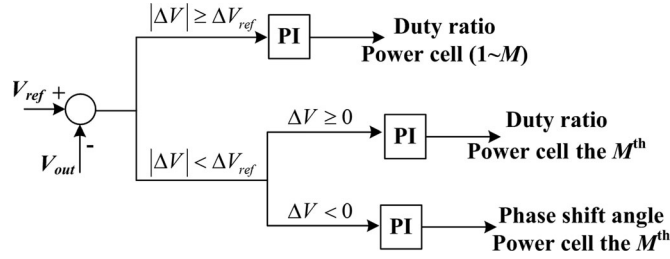 |ΔV| ≥ ΔV_ref
PI
Duty ratio
Power cell (1~M)
V_ref +
-
V_out
|ΔV| < ΔV_ref
ΔV ≥ 0
PI
Duty ratio
Power cell the M^th
ΔV < 0
PI
Phase shift angle
Power cell the M^th